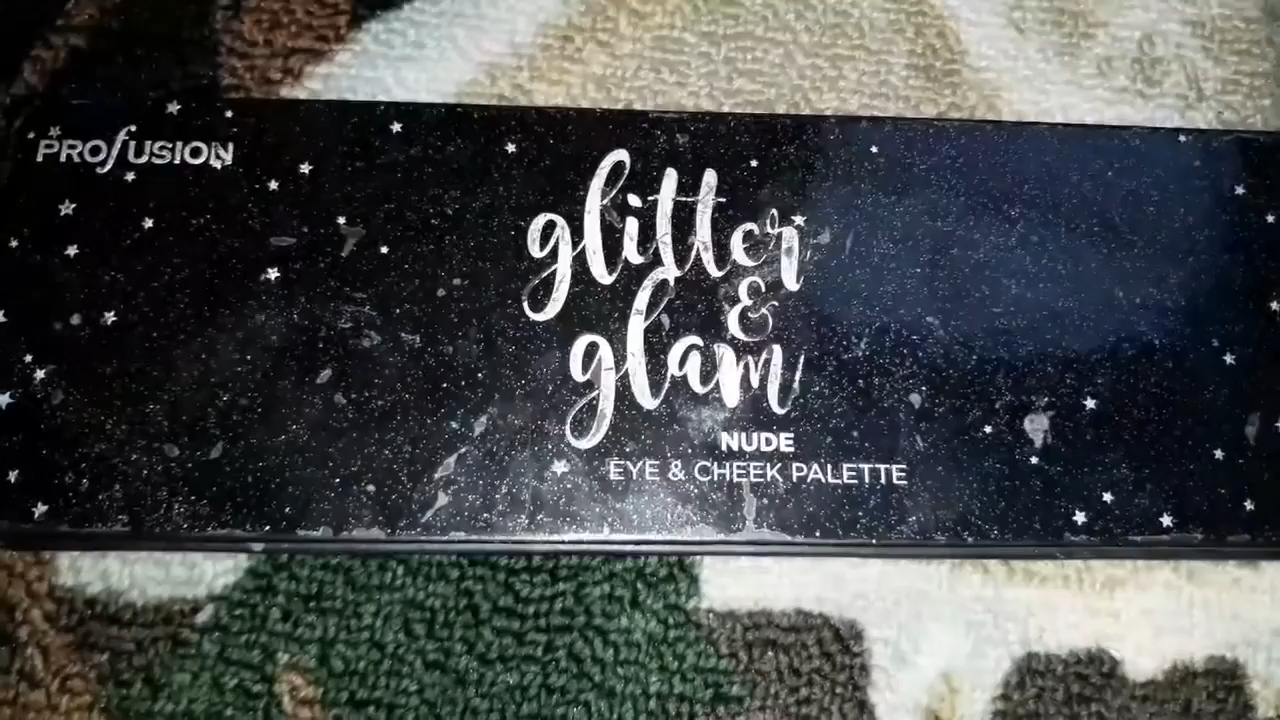 PROfUSION
glitter
&
glam
NUDE
EYE & CHEEK PALETTE